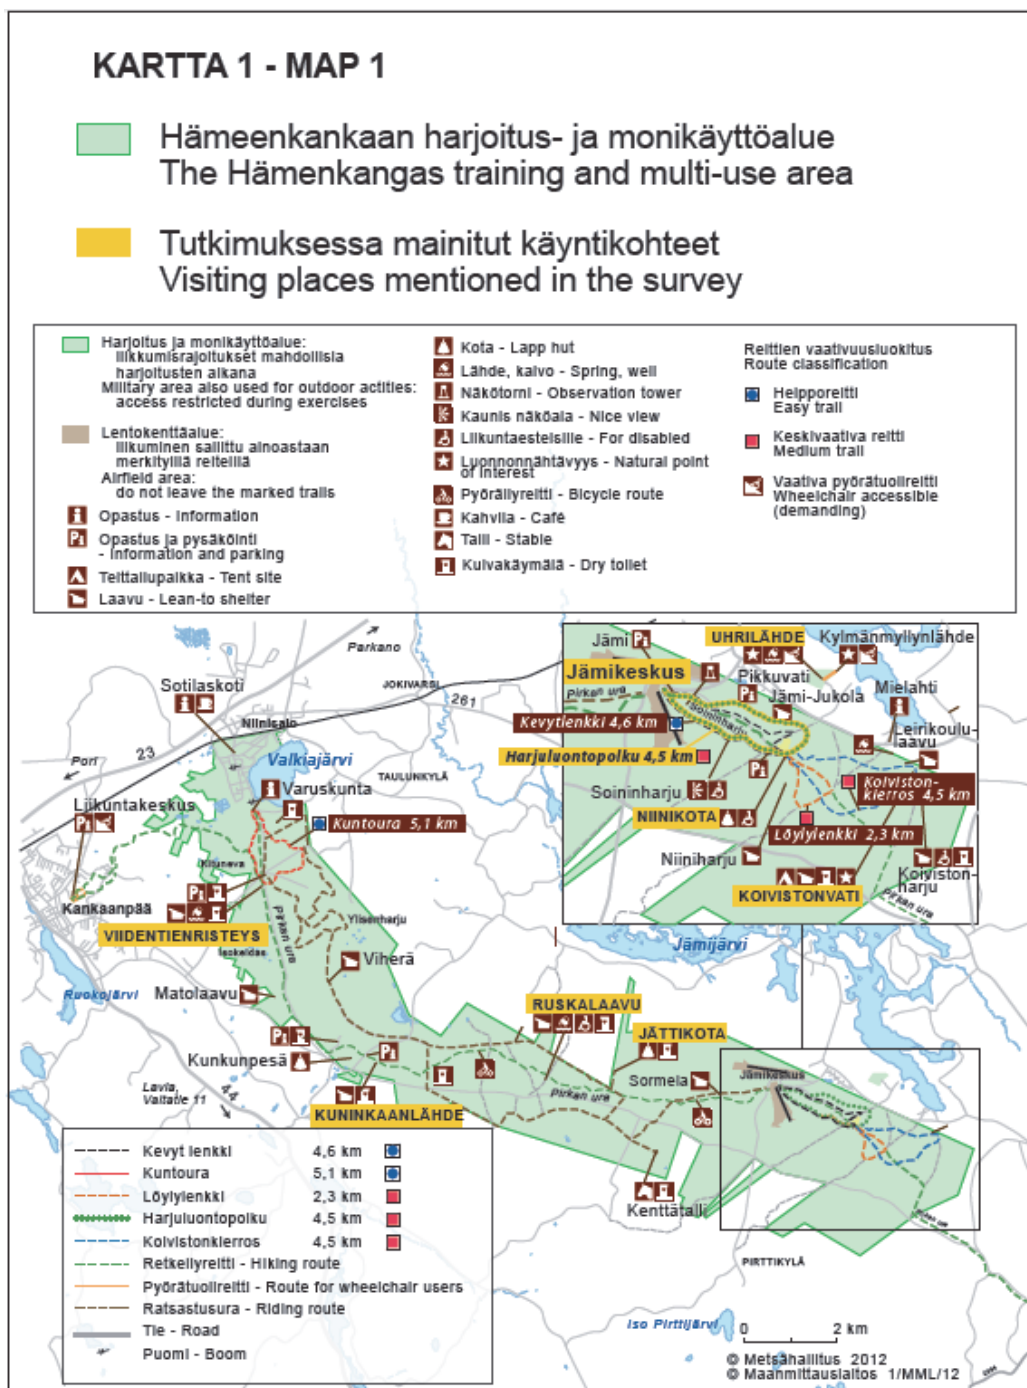 KARTTA 1 - MAP 1
Hämeenkankaan harjoitus- ja monikäyttöalue
The Hämenkangas training and multi-use area
Tutkimuksessa mainitut käyntikohteet
Visiting places mentioned in the survey
Harjoitus ja monikäyttöalue:
liikkumisrajoitukset mahdollisia
harjoitusten aikana
Military area also used for outdoor actities:
access restricted during exercises
Lentokenttäalue:
liikuminen sallittu ainoastaan
merkityillä reiteillä
Airfield area:
do not leave the marked trails
Opastus - Information
Opastus ja pysäköinti
- Information and parking
Telttailupaikka - Tent site
Laavu - Lean-to shelter
Kota - Lapp hut
Lähde, kaivo - Spring, well
Näkötorni - Observation tower
Kaunis näköala - Nice view
Liikuntaesteisille - For disabled
Luonnonnähtävyys - Natural point
of interest
Pyöräilyreitti - Bicycle route
Kahvila - Café
Talli - Stable
Kuivakäymälä - Dry toilet
Reittien vaativuusluokitus
Route classification
Helpporeitti
Easy trail
Keskivaativa reitti
Medium trail
Vaativa pyörätuolireitti
Wheelchair accessible
(demanding)
Parkano
JOKIVARSI
261
Sotilaskoti
Niinisalo
23
Pori
Valkiajärvi
TAULUNKYLÄ
Varuskunta
Liikuntakeskus
Kuntoura 5,1 km
Kankaanpää
VIIDENTIENRISTEYS
Pirkan ura
Ylisenharju
Viherä
Ruokojärvi
Matolaavu
Kunkunpesä
Lavia,
Valtatie 11
44
KUNINKAANLÄHDE
RUSKALAAVU
JÄTTIKOTA
Sormela
Pirkan ura
Jämikeskus
Kenttätalli
Jämijärvi
PIRTTIKYLÄ
Iso Pirttijärvi
Jämi
Jämikeskus
Pirkan ura
UHRILÄHDE
Kylmänmyllynlähde
Pikkuvati
Jämi-Jukola
Mielahti
Leirikoulu-
laavu
Kevytlenkki 4,6 km
Soininharju
Harjuluontopolku 4,5 km
Soininharju
NIINIKOTA
Koiviston-
kierros 4,5 km
Löylylenkki 2,3 km
Niiniharju
KOIVISTONVATI
Koiviston-
harju
Pirkan ura
Kevyt lenkki 4,6 km
Kuntoura 5,1 km
Löylylenkki 2,3 km
Harjuluontopolku 4,5 km
Koivistonkierros 4,5 km
Retkeilyreitti - Hiking route
Pyörätuolireitti - Route for wheelchair users
Ratsastusura - Riding route
Tie - Road
Puomi - Boom
0 2 km
© Metsähallitus 2012
© Maanmittauslaitos 1/MML/12